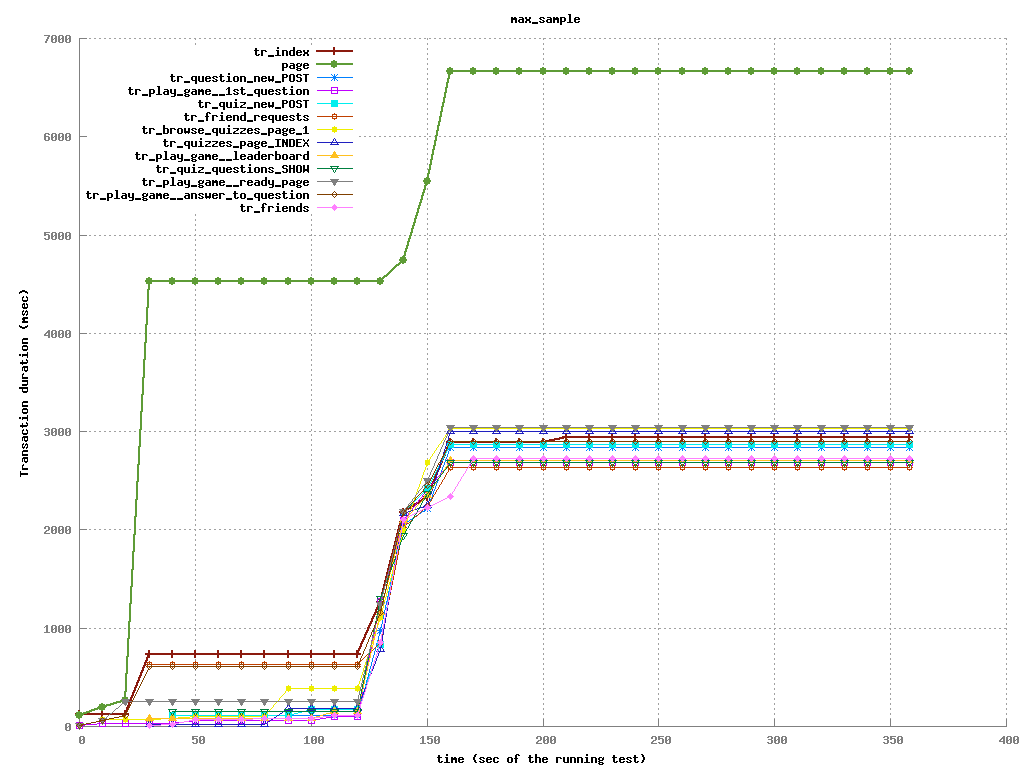 max_sample
7000
6000
5000
4000
3000
2000
1000
0
Transaction duration (msec)
tr_index
page
tr_question_new_POST
tr_play_game__1st_question
tr_quiz_new_POST
tr_friend_requests
tr_browse_quizzes_page_1
tr_quizzes_page_INDEX
tr_play_game__leaderboard
tr_quiz_questions_SHOW
tr_play_game__ready_page
tr_play_game__answer_to_question
tr_friends
0 50 100 150 200 250 300 350 400
time (sec of the running test)